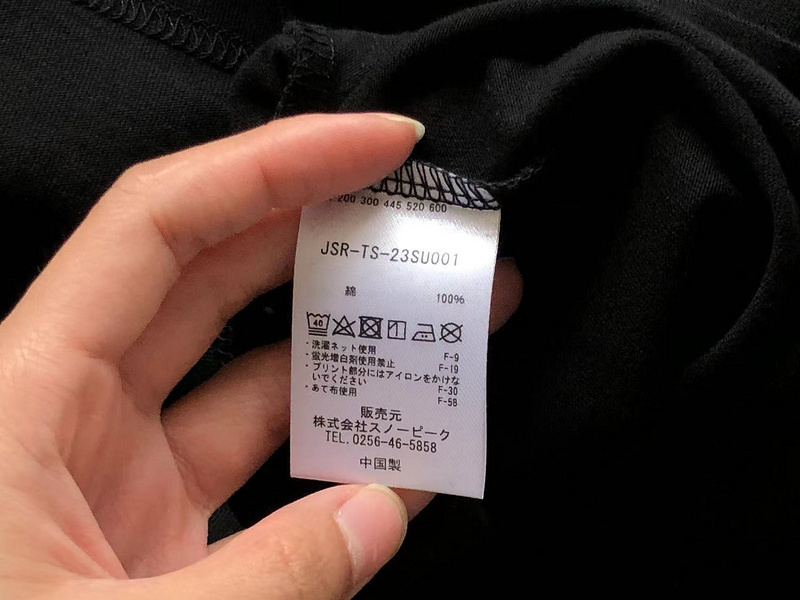 200 300 445 520 600
JSR-TS-23SU001
綿 100%
40
・洗濯ネット使用 F-9
・蛍光増白剤使用禁止 F-19
・プリント部分にはアイロンをかけな
いでください F-30
・あて布使用 F-58
販売元
株式会社スノーピーク
TEL.0256-46-5858
中国製